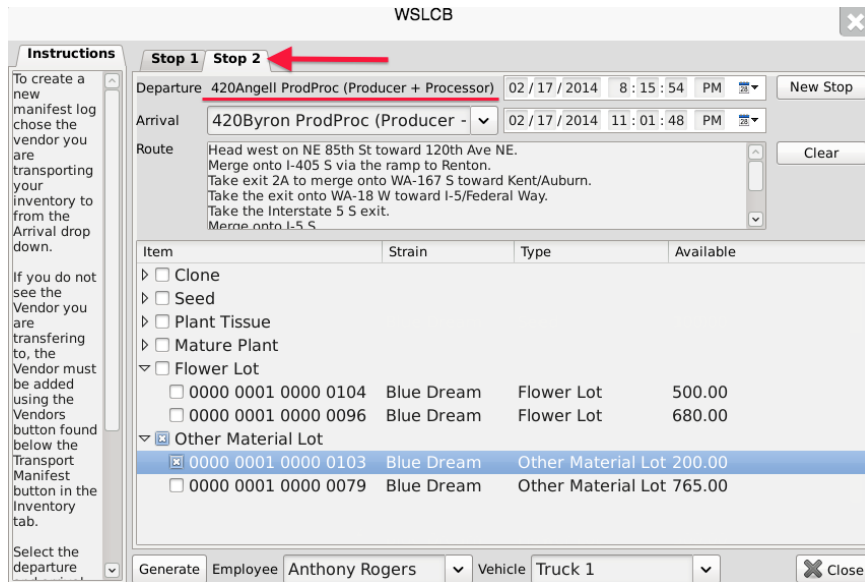 WSLCB
Instructions
To create a
new
manifest log
chose the
vendor you
are
transporting
your
inventory to
from the
Arrival drop
down.
If you do not
see the
Vendor you
are
transfering
to, the
Vendor must
be added
using the
Vendors
button found
below the
Transport
Manifest
button in the
Inventory
tab.
Select the
departure
Stop 1 Stop 2
Departure 420Angell ProdProc (Producer + Processor) 02 / 17 / 2014 8 : 15 : 54 PM New Stop
Arrival 420Byron ProdProc (Producer - 02 / 17 / 2014 11 : 01 : 48 PM
Route Head west on NE 85th St toward 120th Ave NE. Clear
Merge onto I-405 S via the ramp to Renton.
Take exit 2A to merge onto WA-167 S toward Kent/Auburn.
Take the exit onto WA-18 W toward I-5/Federal Way.
Take the Interstate 5 S exit.
Merge onto I-5 S
Item Strain Type Available
Clone
Seed
Plant Tissue
Mature Plant
Flower Lot
0000 0001 0000 0104 Blue Dream Flower Lot 500.00
0000 0001 0000 0096 Blue Dream Flower Lot 680.00
Other Material Lot
0000 0001 0000 0103 Blue Dream Other Material Lot 200.00
0000 0001 0000 0079 Blue Dream Other Material Lot 765.00
Generate Employee Anthony Rogers Vehicle Truck 1 Close